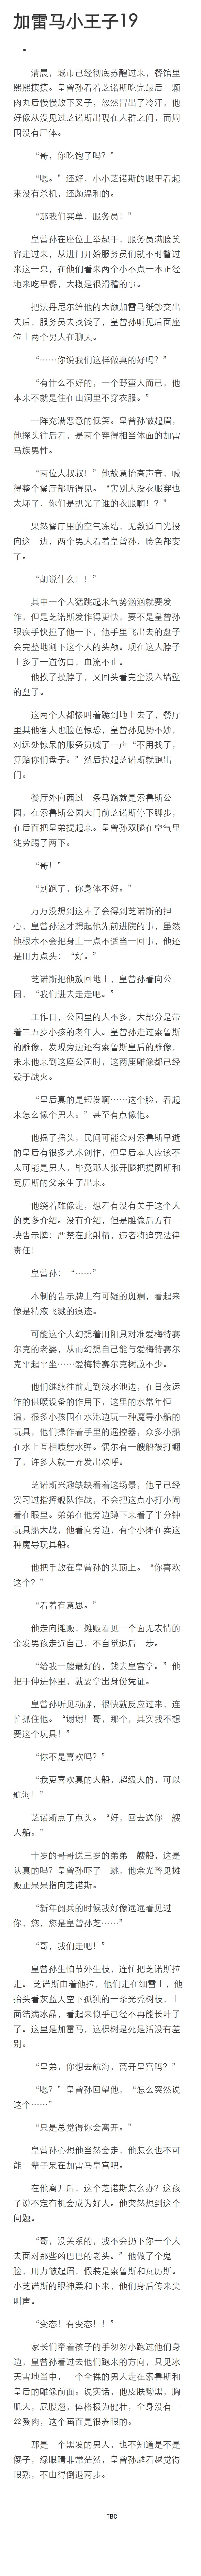 加雷马小王子19
•
清晨，城市已经彻底苏醒过来，餐馆里
熙熙攘攘。皇曾孙看着芝诺斯吃完最后一颗
肉丸后慢慢放下叉子，忽然冒出了冷汗，他
好像从没见过芝诺斯出现在人群之间，而周
围没有尸体。
“哥，你吃饱了吗？”
“嗯。”还好，小小芝诺斯的眼里看起
来没有杀机，还颇温和的。
“那我们买单，服务员！”
皇曾孙在座位上举起手，服务员满脸笑
容走过来，从进门开始服务员们就不时瞥过
来这一桌，在他们看来两个小不点一本正经
地来吃早餐，大概是很滑稽的事。
把法丹尼尔给他的大额加雷马纸钞交出
去后，服务员去找钱了，皇曾孙听见后面座
位上两个男人在聊天。
“……你说我们这样做真的好吗？”
“有什么不好的，一个野蛮人而已，他
本来不就是住在山洞里不穿衣服。”
一阵充满恶意的低笑。皇曾孙皱起眉，
他探头往后看，是两个穿得相当体面的加雷
马族男性。
“两位大叔叔！”他故意抬高声音，喊
得整个餐厅都听得见。“害别人没衣服穿也
太坏了，你们是扒光了谁的衣服啊！？”
果然餐厅里的空气冻结，无数道目光投
向这一边，两个男人看着皇曾孙，脸色都变
了。
“胡说什么！！”
其中一个人猛跳起来气势汹汹就要发
作，但是芝诺斯发作得更快，要不是皇曾孙
眼疾手快撞了他一下，他手里飞出去的盘子
会完整地割下这个人的头颅。现在这人脖子
上多了一道伤口，血流不止。
他摸了摸脖子，又回头看完全没入墙壁
的盘子。
这两个人都惨叫着跪到地上去了，餐厅
里其他客人也脸色惊恐，皇曾孙见势不妙，
对远处惊呆的服务员喊了一声“不用找了，
算赔你们盘子。”然后拉起芝诺斯就跑出
门。
餐厅外向西过一条马路就是索鲁斯公
园，在索鲁斯公园大门前芝诺斯停下脚步，
在后面把皇弟提起来。皇曾孙双腿在空气里
徒劳踢了两下。
“哥！”
“别跑了，你身体不好。”
万万没想到这辈子会得到芝诺斯的担
心，皇曾孙这才想起他先前进院的事，虽然
他根本不会把身上一点不适当一回事，他还
是用力点头：“好。”
芝诺斯把他放回地上，皇曾孙看向公
园，“我们进去走走吧。”
工作日，公园里的人不多，大部分是带
着三五岁小孩的老年人。皇曾孙走过索鲁斯
的雕像，发现旁边还有索鲁斯皇后的雕像，
未来他来到这座公园时，这两座雕像都已经
毁于战火。
“皇后真的是短发啊……这个脸，看起
来怎么像个男人。”甚至有点像他。
他摇了摇头，民间可能会对索鲁斯早逝
的皇后有很多艺术创作，但皇后本人应该不
太可能是男人，毕竟那人张开腿把提图斯和
瓦厉斯的父亲生了出来。
他绕着雕像走，想看有没有关于这个人
的更多介绍。没有介绍，但是雕像后方有一
块告示牌：严禁在此射精，违者将追究法律
责任！
皇曾孙：“……”
木制的告示牌上有可疑的斑斓，看起来
像是精液飞溅的痕迹。
可能这个人幻想着用阳具对准爱梅特赛
尔克的老婆，从而幻想自己能与爱梅特赛尔
克平起平坐……爱梅特赛尔克树敌不少。
他们继续往前走到浅水池边，在日夜运
作的供暖设备的作用下，这里的水常年恒
温，很多小孩围在水池边玩一种魔导小船的
玩具，他们操作着手里的遥控器，众多小船
在水上互相喷射水弹。偶尔有一艘船被打翻
了，许多人就一齐发出欢呼。
芝诺斯兴趣缺缺看着这场景，他早已经
实习过指挥舰队作战，不会把这点小打小闹
看在眼里。弟弟在他旁边蹲下来看了半分钟
玩具船大战，他看向旁边，有个小摊在卖这
种魔导玩具船。
他把手放在皇曾孙的头顶上。“你喜欢
这个？”
“看着有意思。”
他走向摊贩，摊贩看见一个面无表情的
金发男孩走近自己，不自觉退后一步。
“给我一艘最好的，钱去皇宫拿。”他
把手伸进怀里，就要拿出身份凭证。
皇曾孙听见动静，很快就反应过来，连
忙抓住他。“谢谢！哥，那个，其实我不想
要这个玩具！”
“你不是喜欢吗？”
“我更喜欢真的大船，超级大的，可以
航海！”
芝诺斯点了点头。“好，回去送你一艘
大船。”
十岁的哥哥送三岁的弟弟一艘船，这是
认真的吗？皇曾孙吓了一跳，他余光瞥见摊
贩正呆呆指向芝诺斯。
“新年阅兵的时候我好像远远看见过
你，您，您是皇曾孙芝……”
“哥，我们走吧！”
皇曾孙生怕节外生枝，连忙把芝诺斯拉
走。 芝诺斯由着他拉，他们走在细雪上，他
抬头看灰蓝天空下孤独的一条光秃树枝，上
面结满冰晶，看起来似乎已经不再能长叶子
了。这里是加雷马，这棵树是死是活没有差
别。
“皇弟，你想去航海，离开皇宫吗？”
“嗯？”皇曾孙回望他，“怎么突然说
这个……”
“只是总觉得你会离开。”
皇曾孙心想他当然会走，他怎么也不可
能一辈子呆在加雷马皇宫吧。
在他离开后，这个芝诺斯怎么办？这孩
子说不定有机会成为好人。他突然想到这个
问题。
“哥，没关系的，我不会扔下你一个人
去面对那些凶巴巴的老头。”他做了个鬼
脸，用力皱起眉，假装是索鲁斯和瓦厉斯。
小芝诺斯的眼神柔和下来，他们身后传来尖
叫声。
“变态！有变态！！”
家长们牵着孩子的手匆匆小跑过他们身
边，皇曾孙看过去他们跑来的方向，只见冰
天雪地当中，一个全裸的男人走在索鲁斯和
皇后的雕像前面。说实话，他皮肤黝黑，胸
肌大，屁股翘，体格极为健壮，全身没有一
丝赘肉，这个画面是很养眼的。
那是一个黑发的男人，也不知道是不是
傻子，绿眼睛非常茫然，皇曾孙越看越觉得
眼熟，不由得倒退两步。
TBC